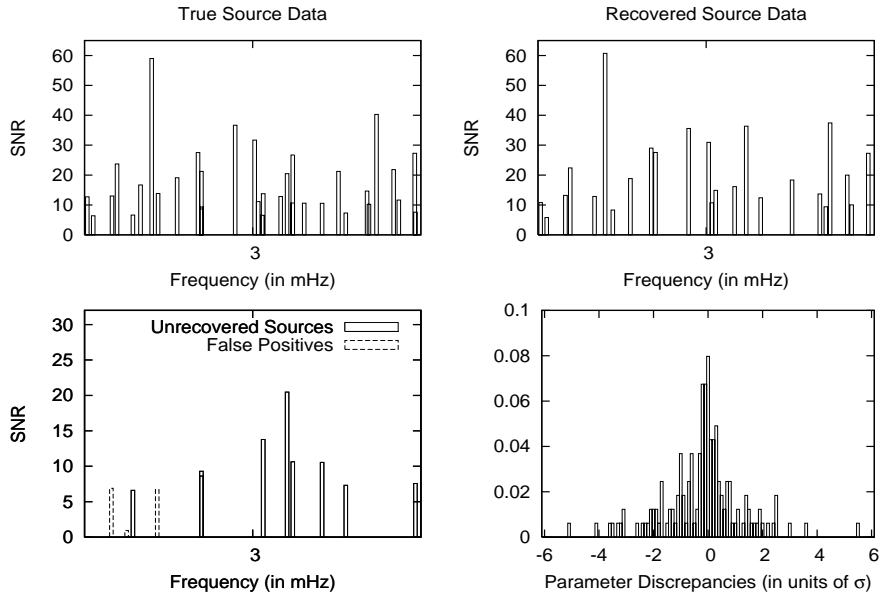 True Source Data
60
50
40
30
20
10
0
SNR
3
Frequency (in mHz)
Recovered Source Data
60
50
40
30
20
10
0
SNR
3
Frequency (in mHz)
30
25
20
15
10
5
0
SNR
Unrecovered Sources
False Positives
3
Frequency (in mHz)
0.1
0.08
0.06
0.04
0.02
0
-6 -4 -2 0 2 4 6
Parameter Discrepancies (in units of σ)